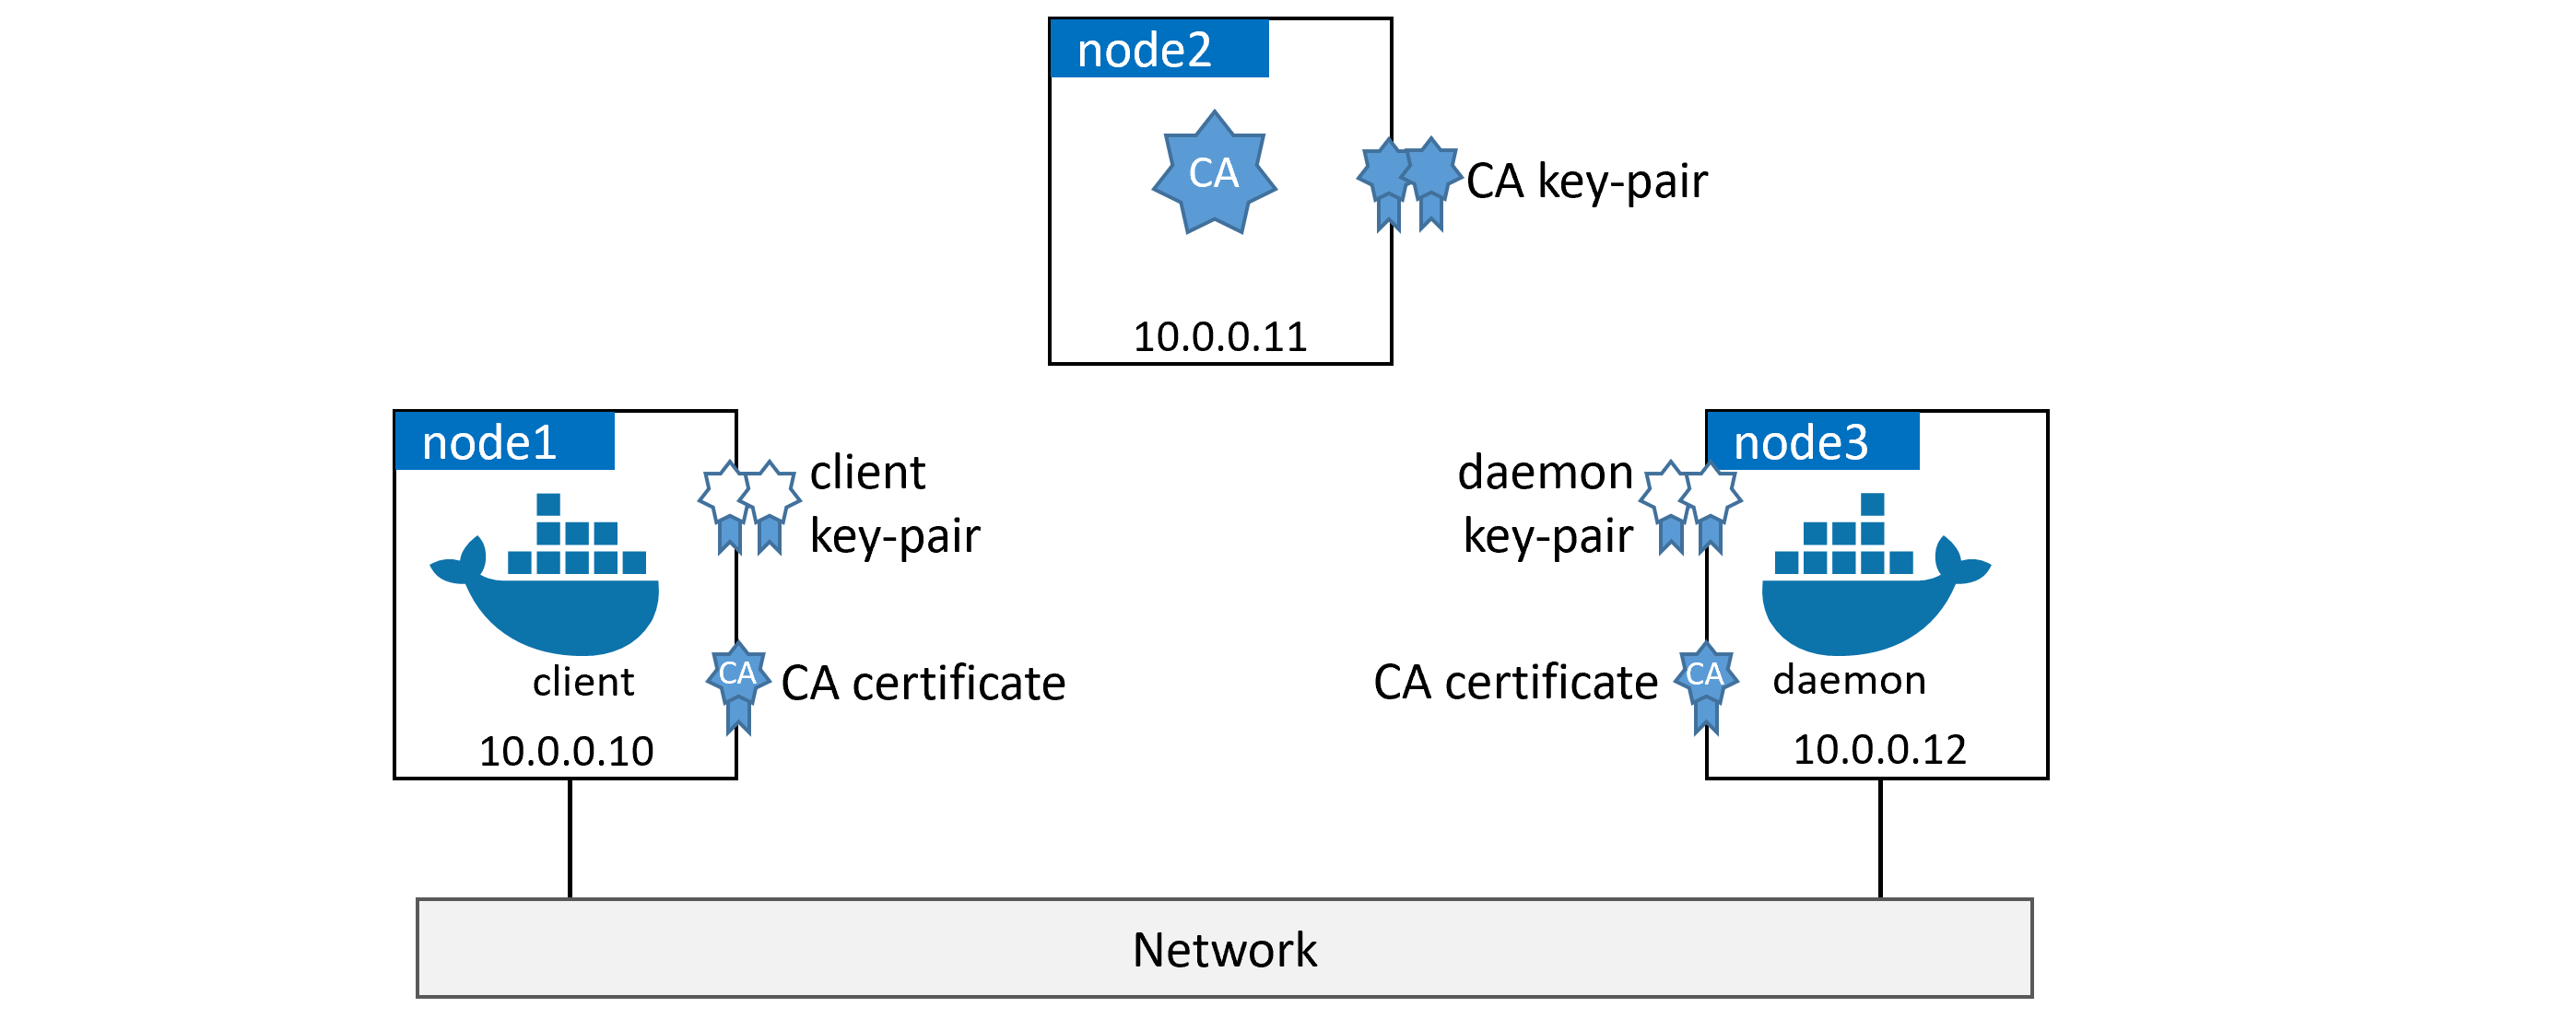 node2
CA
CA key-pair
10.0.0.11
node1
client
key-pair
client
CA
CA certificate
10.0.0.10
node3
daemon
key-pair
CA certificate
CA
daemon
10.0.0.12
Network